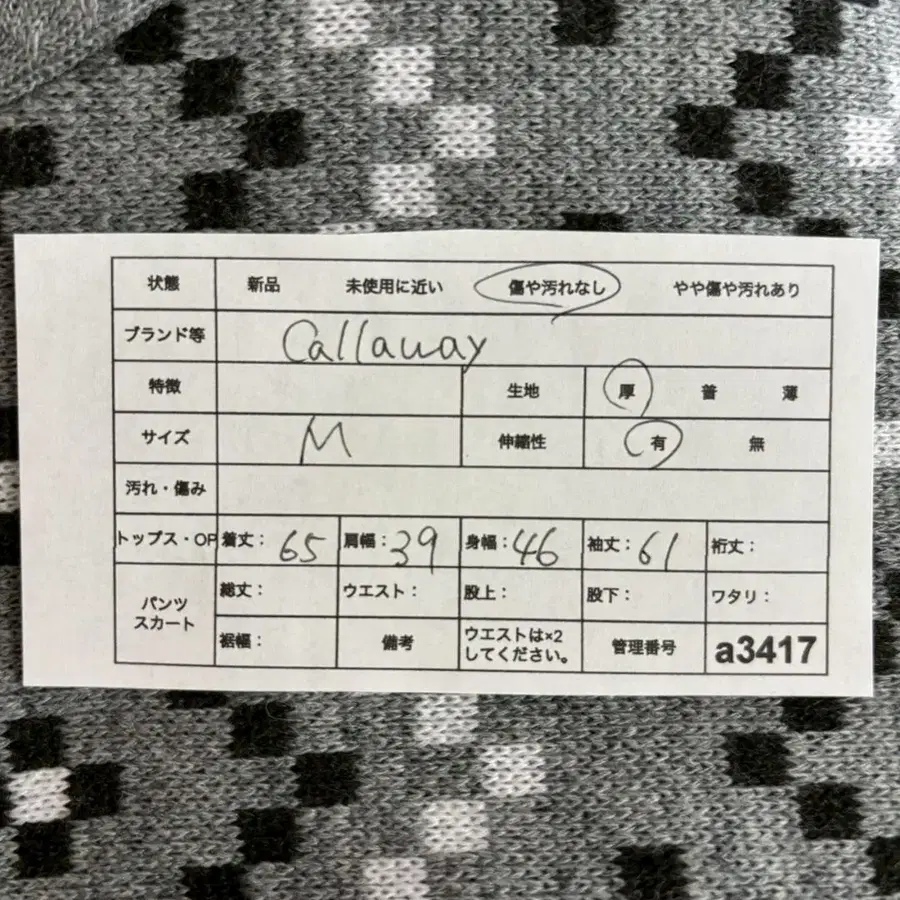 状態 新品 未使用に近い 傷や汚れなし やや傷や汚れあり
ブランド等 Callaway
特徴 生地 厚 普 薄
サイズ M 伸縮性 有 無
汚れ・傷み
トップス・OP 着丈： 65 肩幅： 39 身幅： 46 袖丈： 61 裄丈：
パンツ スカート 総丈： ウエスト： 股上： 股下： ワタリ：
裾幅： 備考 ウエストは×2 してください。 管理番号 a3417